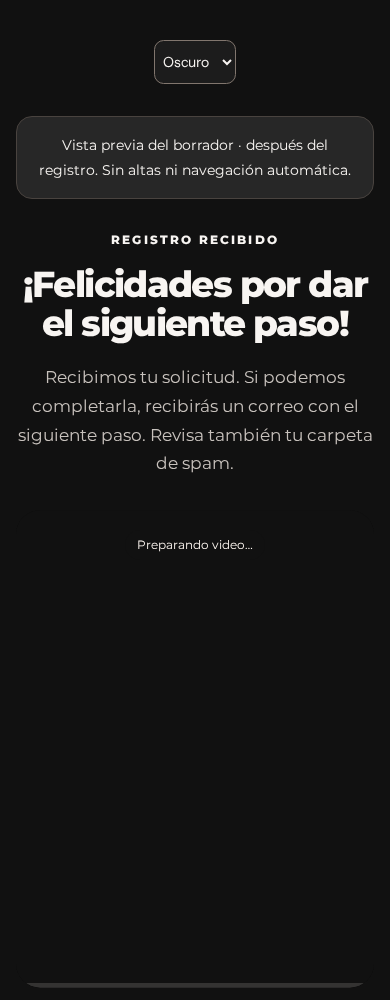 Oscuro
Vista previa del borrador · después del
registro. Sin altas ni navegación automática.
REGISTRO RECIBIDO
¡Felicidades por dar
el siguiente paso!
Recibimos tu solicitud. Si podemos
completarla, recibirás un correo con el
siguiente paso. Revisa también tu carpeta
de spam.
Preparando video…